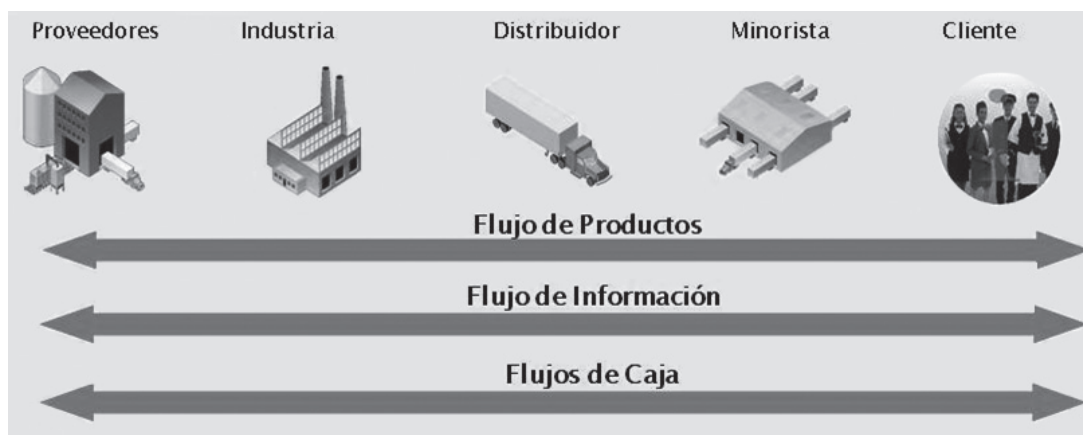 Proveedores Industria Distribuidor Minorista Cliente
Flujo de Productos
Flujo de Información
Flujos de Caja